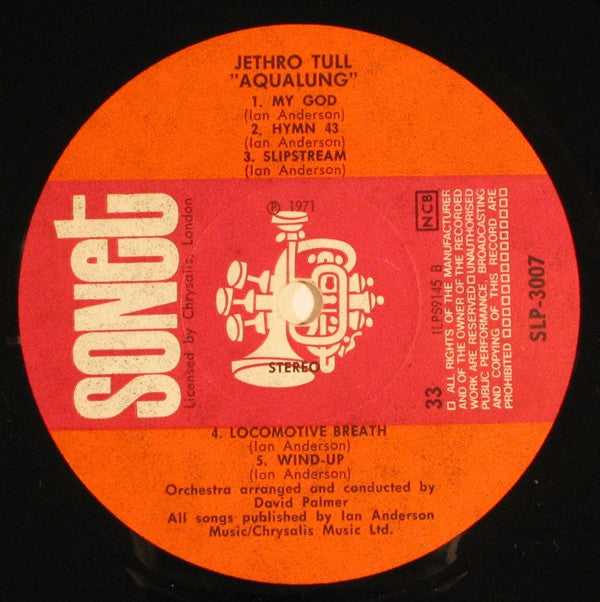 JETHRO TULL
"AQUALUNG"
1. MY GOD
(Ian Anderson)
2, HYMN 43
(Ian Anderson)
3. SLIPSTREAM
(Ian Anderson)
sonet
Licensed by Chrysalis, London
Ⓟ 1971
STEREO
NCB
ILPS9145 B
33
□ ALL RIGHTS OF THE MANUFACTURER
AND OF THE OWNER OF THE RECORDED
WORK ARE RESERVED□UNAUTHORISED
PUBLIC PERFORMANCE, BROADCASTING
AND COPYING OF THIS RECORD ARE
PROHIBITED □□□□□□□□□□□□□□
SLP-3007
4. LOCOMOTIVE BREATH
(Ian Anderson)
5. WIND-UP
(Ian Anderson)
Orchestra arranged and conducted by
David Palmer
All songs published by Ian Anderson
Music/Chrysalis Music Ltd.